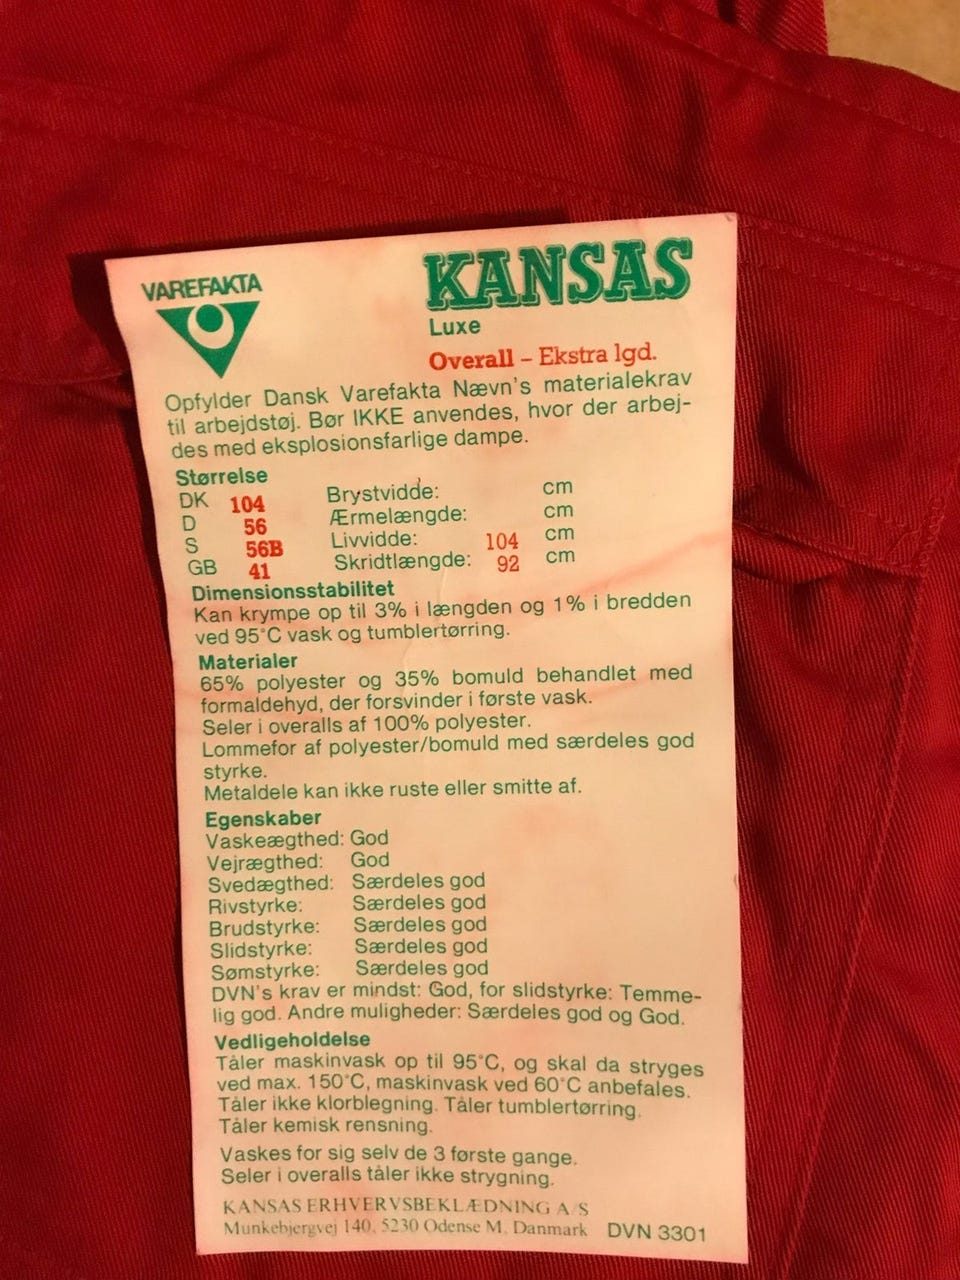 VAREFAKTA
KANSAS
Luxe
Overall – Ekstra lgd.
Opfylder Dansk Varefakta Nævn's materialekrav
til arbejdstøj. Bør IKKE anvendes, hvor der arbej-
des med eksplosionsfarlige dampe.
Størrelse
DK 104 Brystvidde: cm
D 56 Ærmelængde: cm
S 56B Livvidde: 104 cm
GB 41 Skridtlængde: 92 cm
Dimensionsstabilitet
Kan krympe op til 3% i længden og 1% i bredden
ved 95°C vask og tumblertørring.
Materialer
65% polyester og 35% bomuld behandlet med
formaldehyd, der forsvinder i første vask.
Seler i overalls af 100% polyester.
Lommefor af polyester/bomuld med særdeles god
styrke.
Metaldele kan ikke ruste eller smitte af.
Egenskaber
Vaskeægthed: God
Vejrægthed: God
Svedægthed: Særdeles god
Rivstyrke: Særdeles god
Brudstyrke: Særdeles god
Slidstyrke: Særdeles god
Sømstyrke: Særdeles god
DVN's krav er mindst: God, for slidstyrke: Temme-
lig god. Andre muligheder: Særdeles god og God.
Vedligeholdelse
Tåler maskinvask op til 95°C, og skal da stryges
ved max. 150°C, maskinvask ved 60°C anbefales.
Tåler ikke klorblegning. Tåler tumblertørring.
Tåler kemisk rensning.
Vaskes for sig selv de 3 første gange.
Seler i overalls tåler ikke strygning.
KANSAS ERHVERVSBEKLÆDNING A/S
Munkebjergvej 140, 5230 Odense M, Danmark DVN 3301